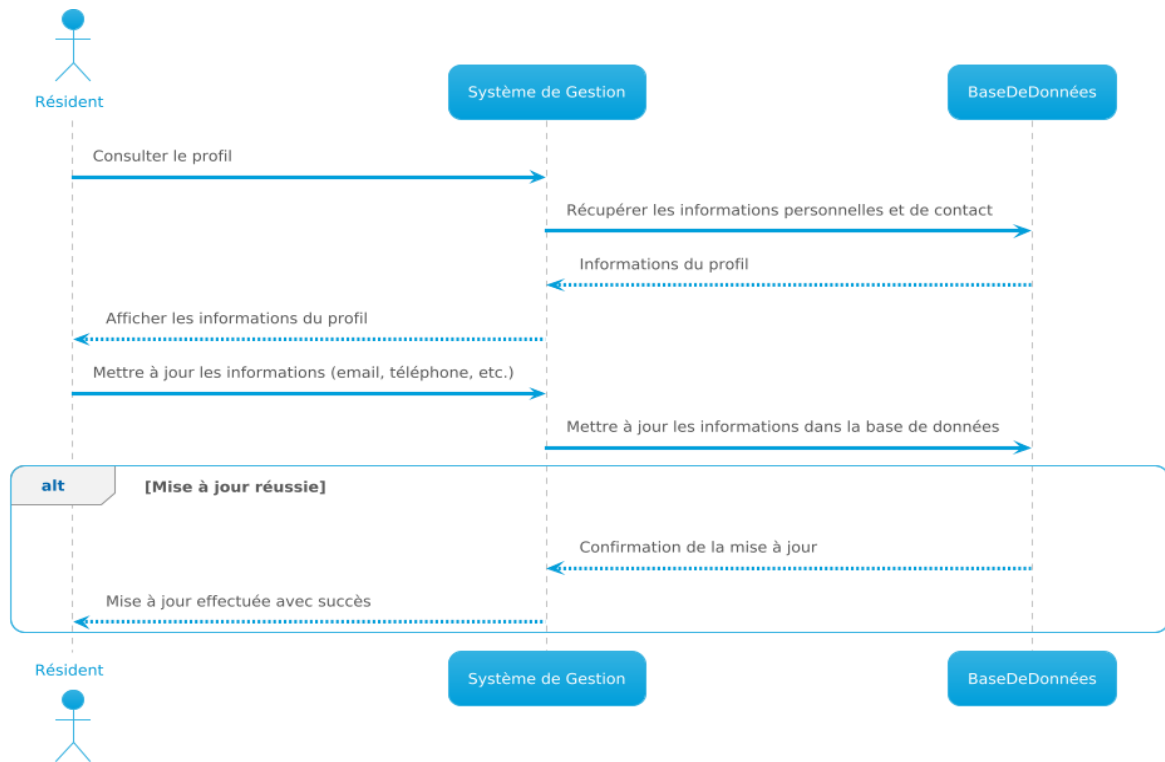 Résident
Système de Gestion
BaseDeDonnées
Consulter le profil
Récupérer les informations personnelles et de contact
Informations du profil
Afficher les informations du profil
Mettre à jour les informations (email, téléphone, etc.)
Mettre à jour les informations dans la base de données
alt
[Mise à jour réussie]
Confirmation de la mise à jour
Mise à jour effectuée avec succès
Résident
Système de Gestion
BaseDeDonnées